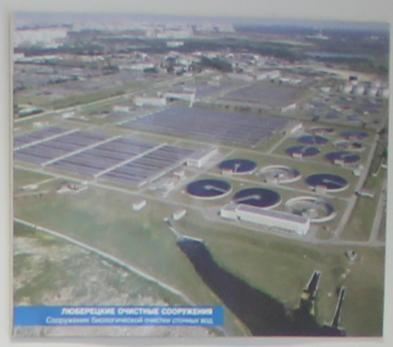 ЛЮБЕРЕЦКИЕ ОЧИСТНЫЕ СООРУЖЕНИЯ
Сооружения биологической очистки сточных вод